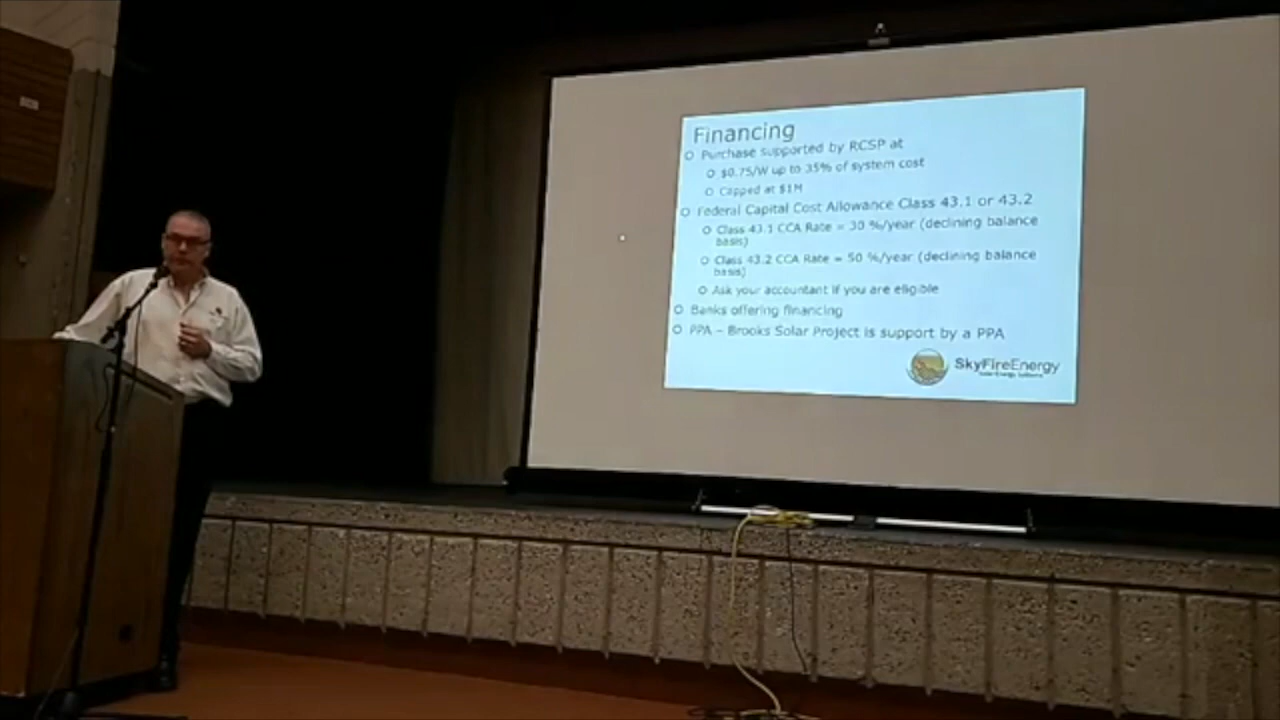 Financing
Purchase supported by RCSP at
$0.75/W up to 35% of system cost
Capped at $1M
Federal Capital Cost Allowance Class 43.1 or 43.2
Class 43.1 CCA Rate = 30 %/year (declining balance
basis)
Class 43.2 CCA Rate = 50 %/year (declining balance
basis)
Ask your accountant if you are eligible
Banks offering financing
PPA – Brooks Solar Project is support by a PPA
SkyFireEnergy